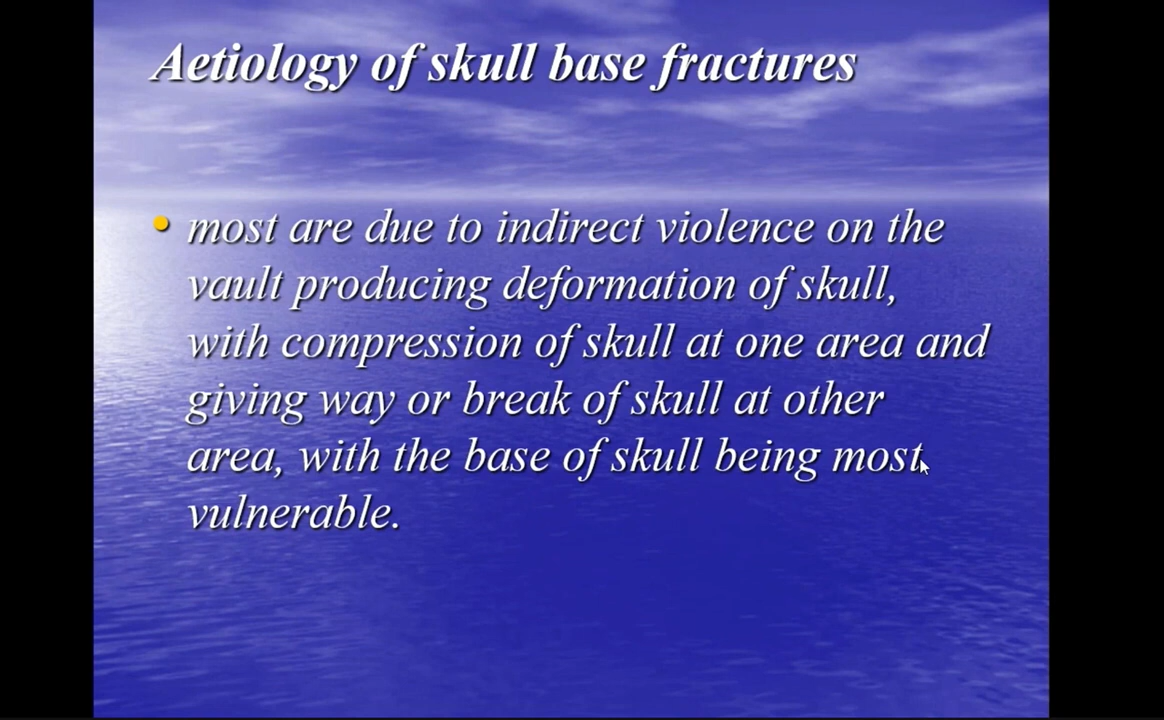 Aetiology of skull base fractures
most are due to indirect violence on the
vault producing deformation of skull,
with compression of skull at one area and
giving way or break of skull at other
area, with the base of skull being most
vulnerable.